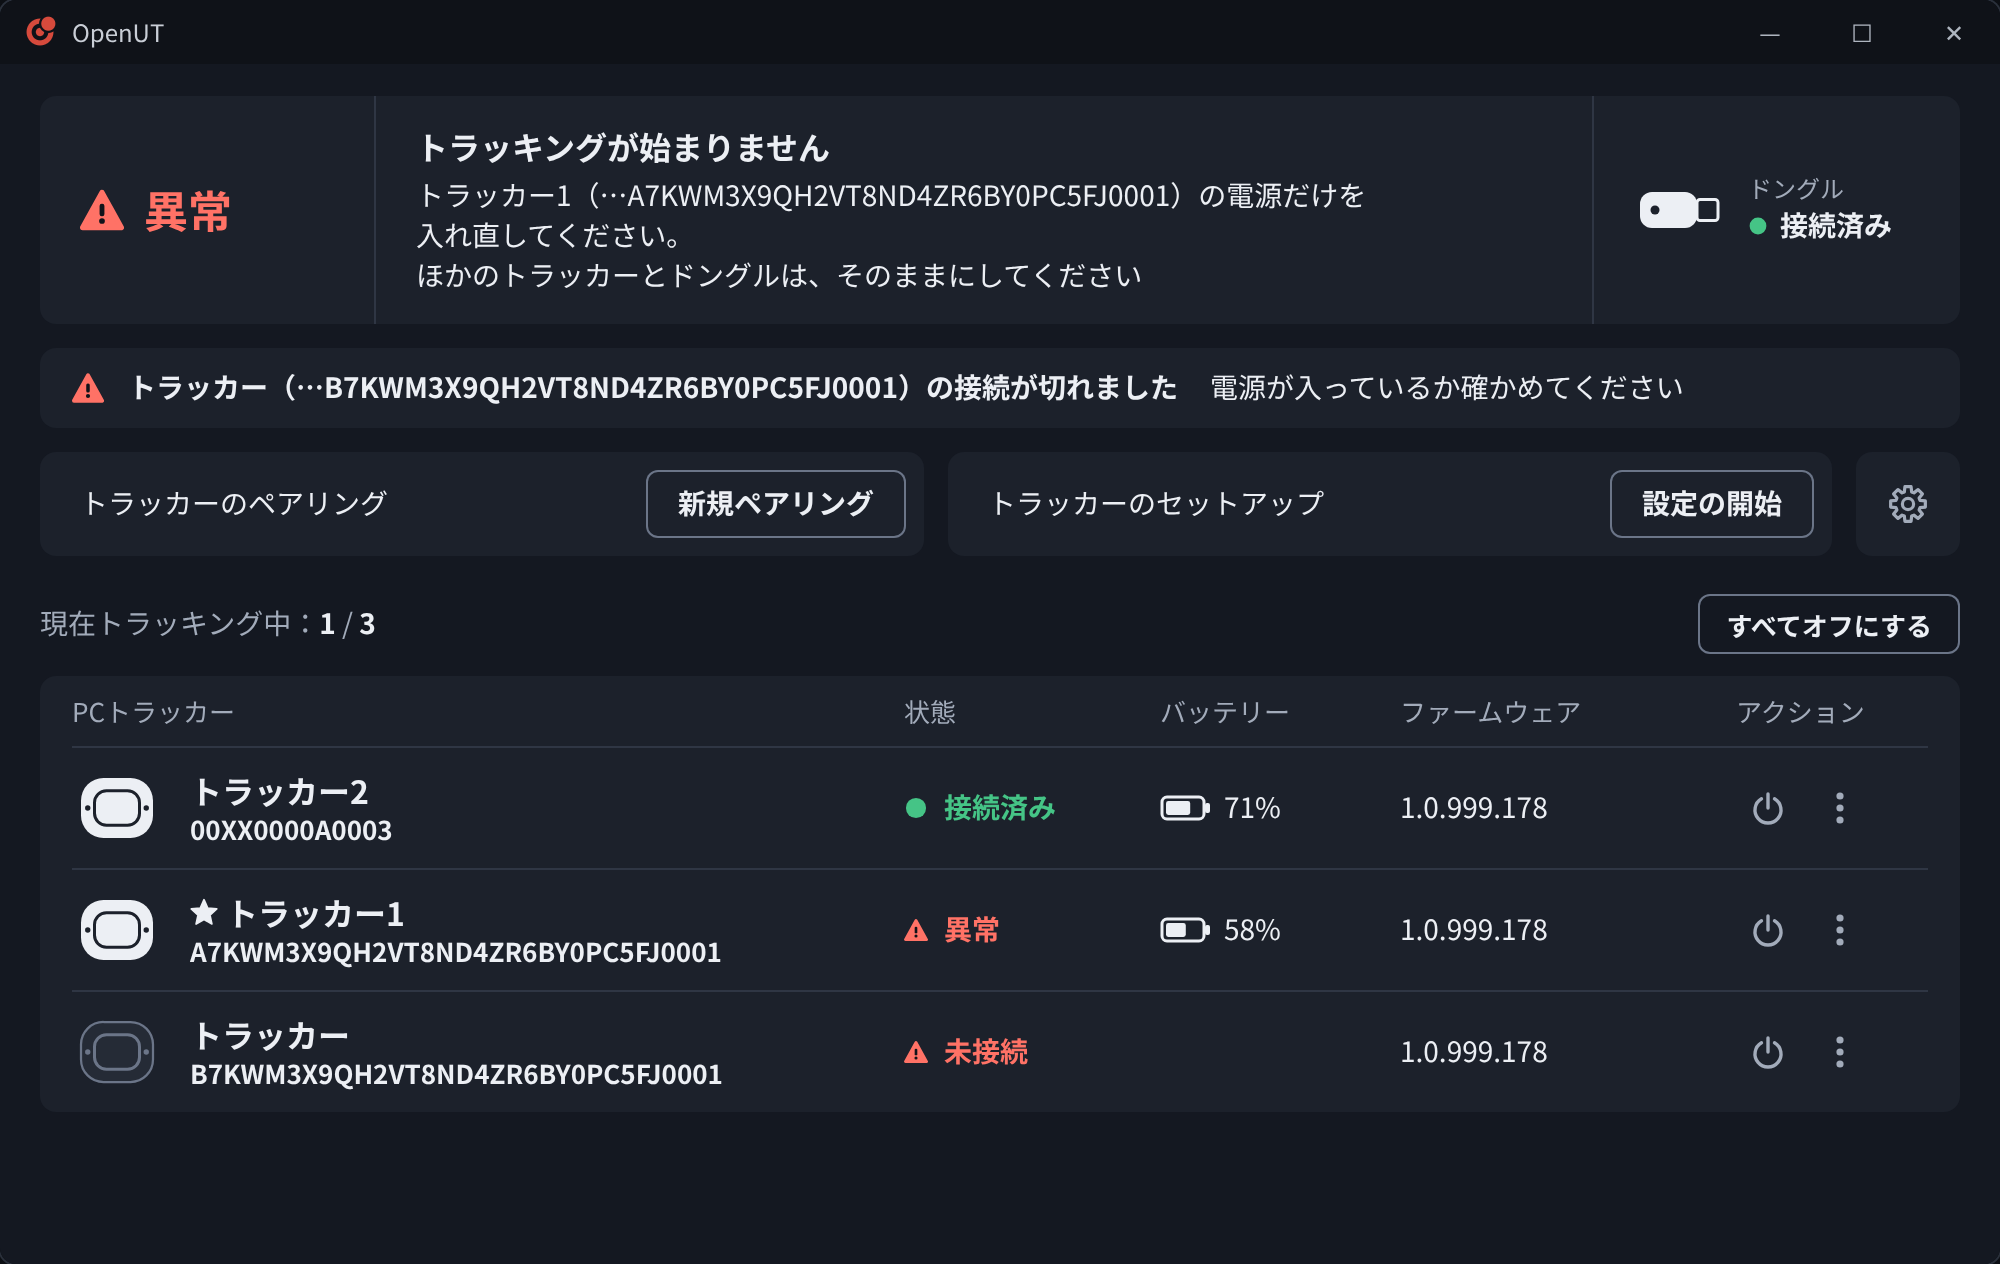 OpenUT
異常
トラッキングが始まりません
トラッカー1（…A7KWM3X9QH2VT8ND4ZR6BY0PC5FJ0001）の電源だけを
入れ直してください。
ほかのトラッカーとドングルは、そのままにしてください
ドングル
接続済み
トラッカー（…B7KWM3X9QH2VT8ND4ZR6BY0PC5FJ0001）の接続が切れました 電源が入っているか確かめてください
トラッカーのペアリング 新規ペアリング トラッカーのセットアップ 設定の開始
現在トラッキング中：1 / 3 すべてオフにする
PCトラッカー 状態 バッテリー ファームウェア アクション
トラッカー2
00XX0000A0003
接続済み 71% 1.0.999.178
★ トラッカー1
A7KWM3X9QH2VT8ND4ZR6BY0PC5FJ0001
異常 58% 1.0.999.178
トラッカー
B7KWM3X9QH2VT8ND4ZR6BY0PC5FJ0001
未接続 1.0.999.178